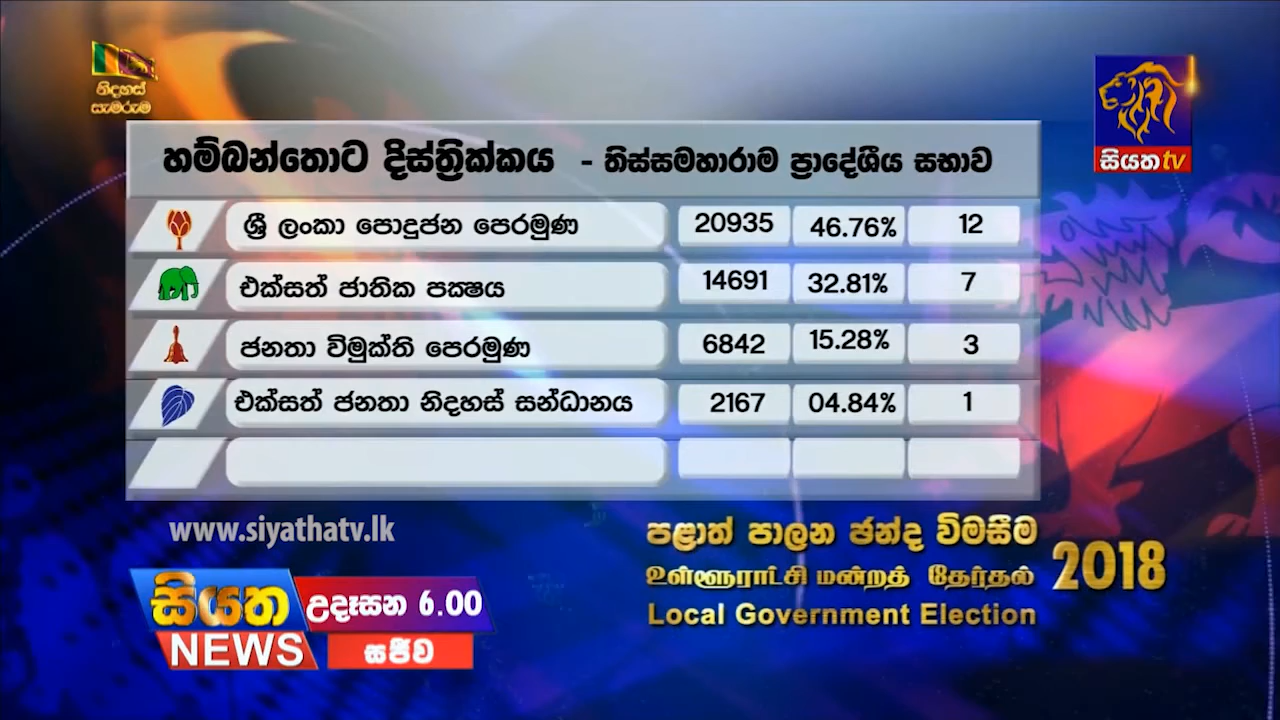 නිදහස්
සැමරුම
සියත tv
හම්බන්තොට දිස්ත්‍රික්කය - තිස්සමහාරාම ප්‍රාදේශීය සභාව
ශ්‍රී ලංකා පොදුජන පෙරමුණ 20935 46.76% 12
එක්සත් ජාතික පක්ෂය 14691 32.81% 7
ජනතා විමුක්ති පෙරමුණ 6842 15.28% 3
එක්සත් ජනතා නිදහස් සන්ධානය 2167 04.84% 1
www.siyathatv.lk
පළාත් පාලන ඡන්ද විමසීම
உள்ளூராட்சி மன்றத் தேர்தல் 2018
Local Government Election
සියත උදෑසන 6.00
NEWS සජීව